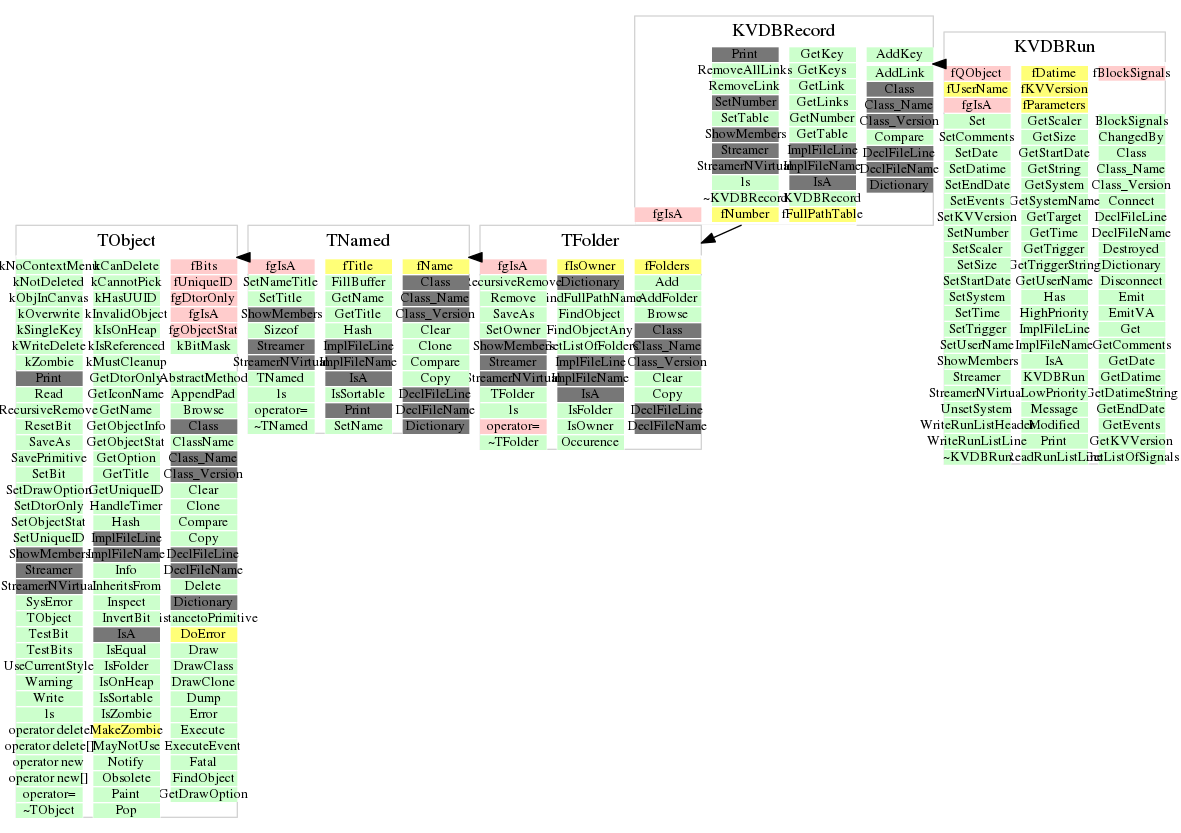 KVDBRecord
Print GetKey AddKey
RemoveAllLinks GetKeys AddLink
RemoveLink GetLink Class
SetNumber GetLinks Class_Name
SetTable GetNumber Class_Version
ShowMembers GetTable Compare
Streamer ImplFileLine DeclFileLine
ImplFileName DeclFileName
ls IsA Dictionary
~KVDBRecord KVDBRecord
fgIsA fNumber fFullPathTable
KVDBRun
fQObject fDatime fBlockSignals
fUserName fKVVersion
fgIsA fParameters
Set GetScaler BlockSignals
SetComments GetSize ChangedBy
SetDate GetStartDate Class
SetDatime GetString Class_Name
SetEndDate GetSystem Class_Version
SetEvents GetSystemName Connect
SetKVVersion GetTarget DeclFileLine
SetNumber GetTime DeclFileName
SetScaler GetTrigger Destroyed
SetSize GetTriggerString Dictionary
SetStartDate GetUserName Disconnect
SetSystem Has Emit
SetTime HighPriority EmitVA
SetTrigger ImplFileLine Get
SetUserName ImplFileName GetComments
ShowMembers IsA GetDate
Streamer KVDBRun GetDatime
LowPriority GetDatimeString
UnsetSystem Message GetEndDate
WriteRunListHeader Modified GetEvents
WriteRunListLine Print GetKVVersion
~KVDBRun ReadRunListLine GetListOfSignals
TObject
kNoContextMenu kCanDelete fBits
kNotDeleted kCannotPick fUniqueID
kObjInCanvas kHasUUID fgDtorOnly
kOverwrite kInvalidObject fgIsA
kSingleKey kIsOnHeap fgObjectStat
kWriteDelete kIsReferenced kBitMask
kZombie kMustCleanup
Print GetDtorOnly AbstractMethod
Read GetIconName AppendPad
RecursiveRemove GetName Browse
ResetBit GetObjectInfo Class
SaveAs GetObjectStat ClassName
SavePrimitive GetOption Class_Name
SetBit GetTitle Class_Version
SetDrawOption GetUniqueID Clear
SetDtorOnly HandleTimer Clone
SetObjectStat Hash Compare
SetUniqueID ImplFileLine Copy
ShowMembers ImplFileName DeclFileLine
Streamer Info DeclFileName
InheritsFrom Delete
SysError Inspect Dictionary
TObject InvertBit DistancetoPrimitive
TestBit IsA DoError
TestBits IsEqual Draw
UseCurrentStyle IsFolder DrawClass
Warning IsOnHeap DrawClone
Write IsSortable Dump
ls IsZombie Error
operator delete MakeZombie Execute
operator delete[] MayNotUse ExecuteEvent
operator new Notify Fatal
operator new[] Obsolete FindObject
operator= Paint GetDrawOption
~TObject Pop
TNamed
fgIsA fTitle fName
SetNameTitle FillBuffer Class
SetTitle GetName Class_Name
ShowMembers GetTitle Class_Version
Sizeof Hash Clear
Streamer ImplFileLine Clone
ImplFileName Compare
TNamed IsA Copy
ls IsSortable DeclFileLine
operator= Print DeclFileName
~TNamed SetName Dictionary
TFolder
fgIsA fIsOwner fFolders
RecursiveRemove Dictionary Add
Remove FindFullPathName AddFolder
SaveAs FindObject Browse
SetOwner FindObjectAny Class
ShowMembers GetListOfFolders Class_Name
Streamer ImplFileLine Class_Version
ImplFileName Clear
TFolder IsA Copy
ls IsFolder DeclFileLine
operator= IsOwner DeclFileName
~TFolder Occurence